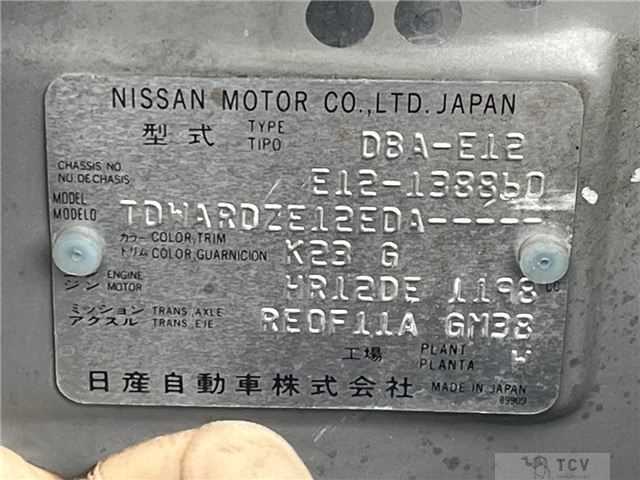 NISSAN MOTOR CO.,LTD. JAPAN
型式 TYPE TIPO DBA-E12
CHASSIS NO. NU. DE CHASIS E12-138860
MODEL MODELO TDWARDZE12EDA-----
カラー COLOR, TRIM トリム COLOR, GUARNICION K23 G
ENGINE ジン MOTOR HR12DE 1198 cc
ミッション TRANS, AXLE アクスル TRANS, EJE RE0F11A GM38
工場 PLANT PLANTA W
日産自動車株式会社 MADE IN JAPAN
89909
TCV